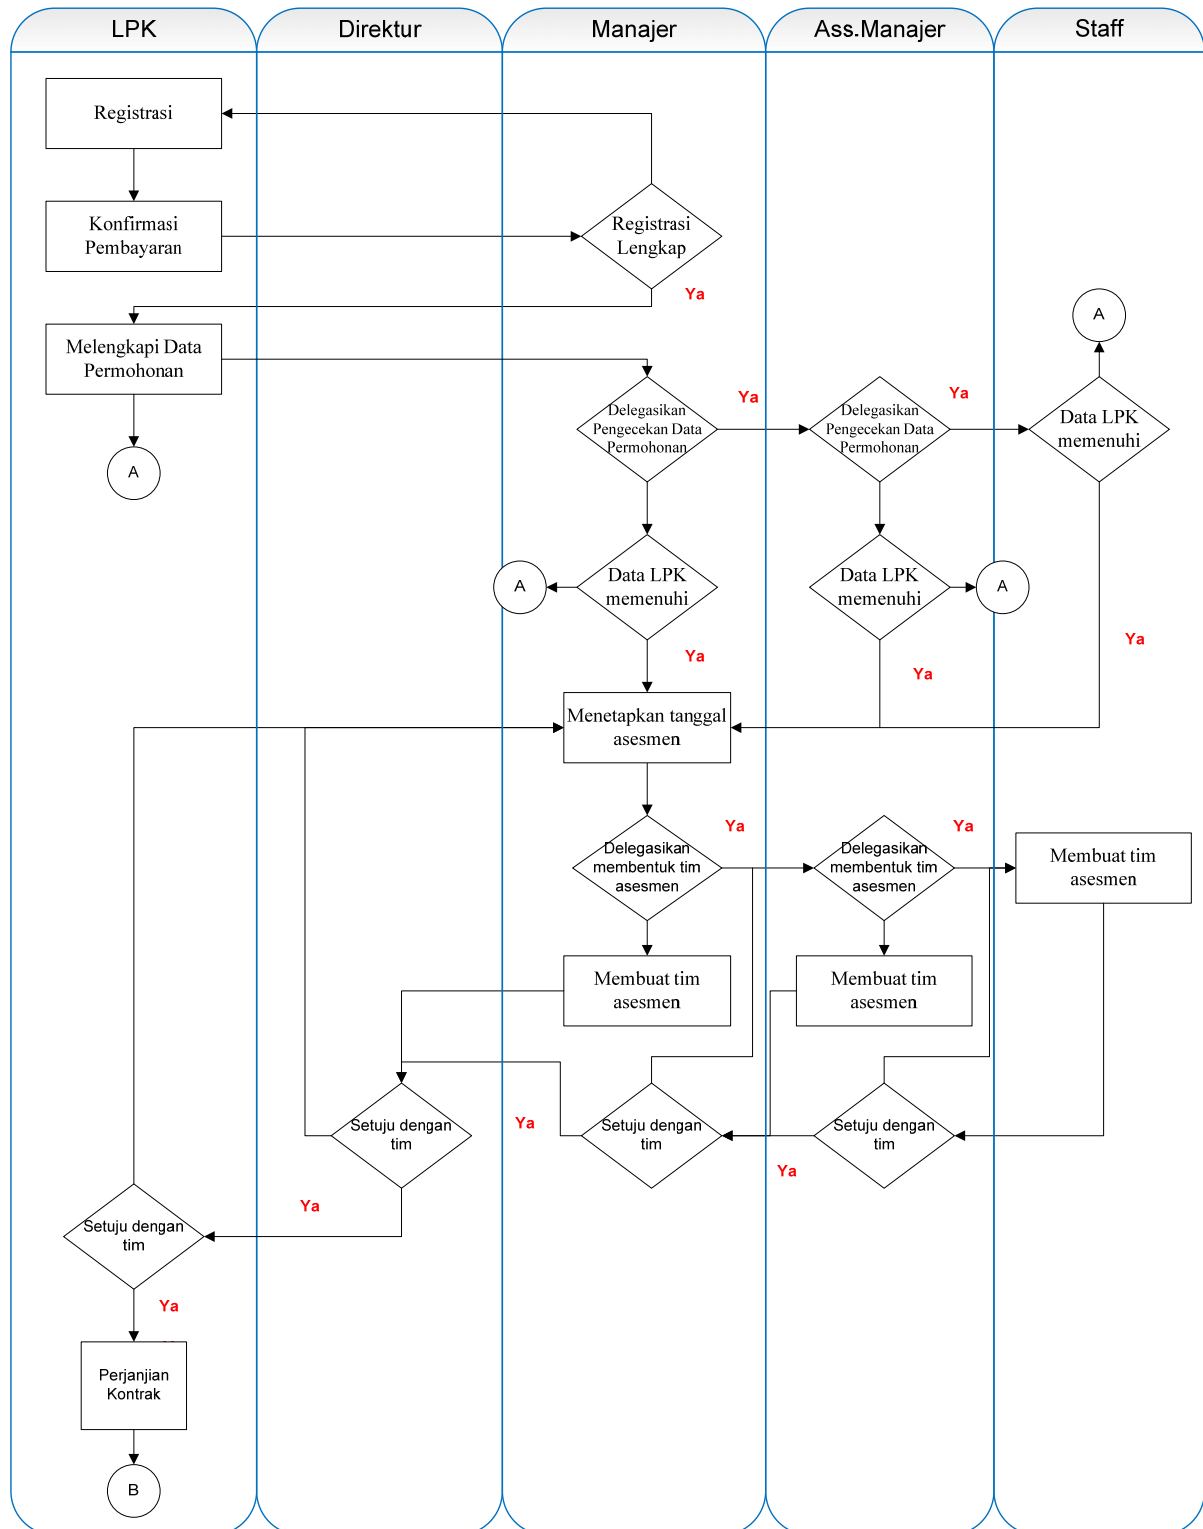 LPK
Direktur
Manajer
Ass.Manajer
Staff
Registrasi
Konfirmasi
Pembayaran
Registrasi
Lengkap
Ya
Melengkapi Data
Permohonan
A
A
Delegasikan
Pengecekan Data
Permohonan
Ya
Delegasikan
Pengecekan Data
Permohonan
Ya
Data LPK
memenuhi
A
Data LPK
memenuhi
Data LPK
memenuhi
A
Ya
Ya
Ya
Menetapkan tanggal
asesmen
Ya
Ya
Delegasikan
membentuk tim
asesmen
Delegasikan
membentuk tim
asesmen
Membuat tim
asesmen
Membuat tim
asesmen
Membuat tim
asesmen
Setuju dengan
tim
Ya
Setuju dengan
tim
Ya
Setuju dengan
tim
Ya
Setuju dengan
tim
Ya
Perjanjian
Kontrak
B